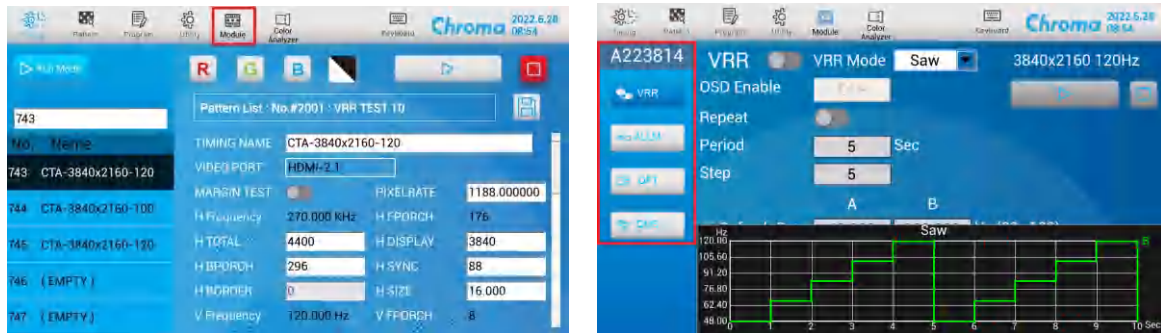 Pattern
Program
Utility
Module
Color
Analyzer
Keyboard
Chroma
2022.6.28
08:54
Run Mode
R G B
743
Pattern List : No.#2001 : VRR TEST 10
No. Name
743 CTA-3840x2160-120
744 CTA-3840x2160-100
745 CTA-3840x2160-120
746 ( EMPTY )
747 ( EMPTY )
TIMING NAME CTA-3840x2160-120
VIDEO PORT HDMI-2.1
MARGIN TEST PIXELRATE 1188.000000
H Frequency 270.000 KHz H FPORCH 176
H TOTAL 4400 H DISPLAY 3840
H BPORCH 296 H SYNC 88
H BORDER 0 H SIZE 16.000
V Frequency 120.000 Hz V FPORCH 8
Timing
Program
Utility
Module
Color
Analyzer
Keyboard
Chroma
2022.6.28
08:54
A223814
VRR
ALLM
QFT
VRR VRR Mode Saw 3840x2160 120Hz
OSD Enable
Repeat
Period 5 Sec
Step 5
A B
Saw
Hz
120.00
105.60
91.20
76.80
62.40
48.00
0 1 2 3 4 5 6 7 8 9 10 Sec